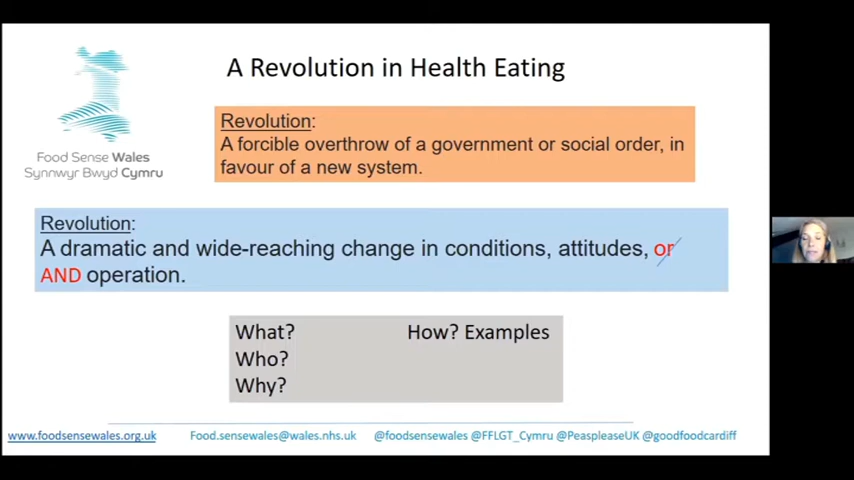 A Revolution in Health Eating
Food Sense Wales
Synnwyr Bwyd Cymru
Revolution:
A forcible overthrow of a government or social order, in
favour of a new system.
Revolution:
A dramatic and wide-reaching change in conditions, attitudes, or
AND operation.
What?
How? Examples
Who?
Why?
www.foodsensewales.org.uk
Food.sensewales@wales.nhs.uk
@foodsensewales @FFLGT_Cymru @PeaspleaseUK @goodfoodcardiff